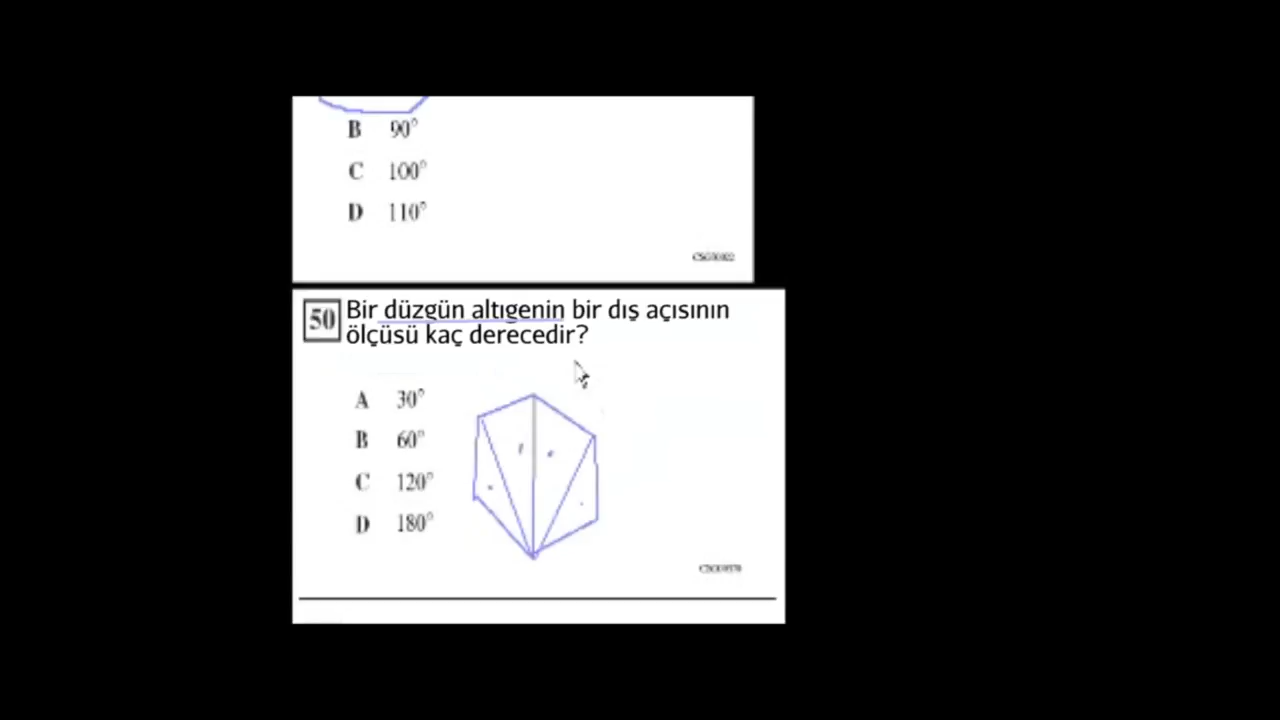 B 90°
C 100°
D 110°
50 Bir düzgün altıgenin bir dış açısının
ölçüsü kaç derecedir?
A 30°
B 60°
C 120°
D 180°